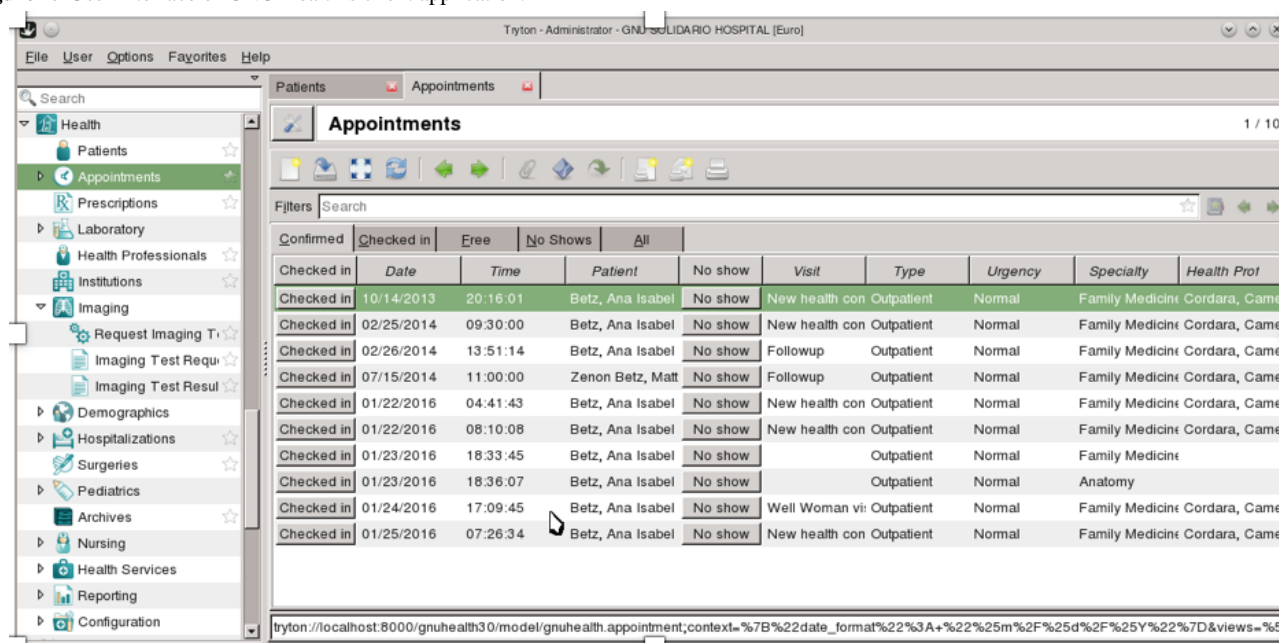 Tryton - Administrator - GNU SOLIDARIO HOSPITAL [Euro]
File User Options Favorites Help
Search
Health
Patients
Appointments
Prescriptions
Laboratory
Health Professionals
Institutions
Imaging
Request Imaging T
Imaging Test Requ
Imaging Test Resul
Demographics
Hospitalizations
Surgeries
Pediatrics
Archives
Nursing
Health Services
Reporting
Configuration
Patients Appointments
Appointments 1 / 10
Filters Search
Confirmed Checked in Free No Shows All
Checked in Date Time Patient No show Visit Type Urgency Specialty Health Prof
Checked in 10/14/2013 20:16:01 Betz, Ana Isabel No show New health con Outpatient Normal Family Medicine Cordara, Came
Checked in 02/25/2014 09:30:00 Betz, Ana Isabel No show New health con Outpatient Normal Family Medicine Cordara, Came
Checked in 02/26/2014 13:51:14 Betz, Ana Isabel No show Followup Outpatient Normal Family Medicine Cordara, Came
Checked in 07/15/2014 11:00:00 Zenon Betz, Matt No show Followup Outpatient Normal Family Medicine Cordara, Came
Checked in 01/22/2016 04:41:43 Betz, Ana Isabel No show New health con Outpatient Normal Family Medicine Cordara, Came
Checked in 01/22/2016 08:10:08 Betz, Ana Isabel No show New health con Outpatient Normal Family Medicine Cordara, Came
Checked in 01/23/2016 18:33:45 Betz, Ana Isabel No show Outpatient Normal Family Medicine
Checked in 01/23/2016 18:36:07 Betz, Ana Isabel No show Outpatient Normal Anatomy
Checked in 01/24/2016 17:09:45 Betz, Ana Isabel No show Well Woman vi Outpatient Normal Family Medicine Cordara, Came
Checked in 01/25/2016 07:26:34 Betz, Ana Isabel No show New health con Outpatient Normal Family Medicine Cordara, Came
tryton://localhost:8000/gnuhealth30/model/gnuhealth.appointment;context=%7B%22date_format%22%3A+%22%25m%2F%25d%2F%25Y%22%7D&views=%5